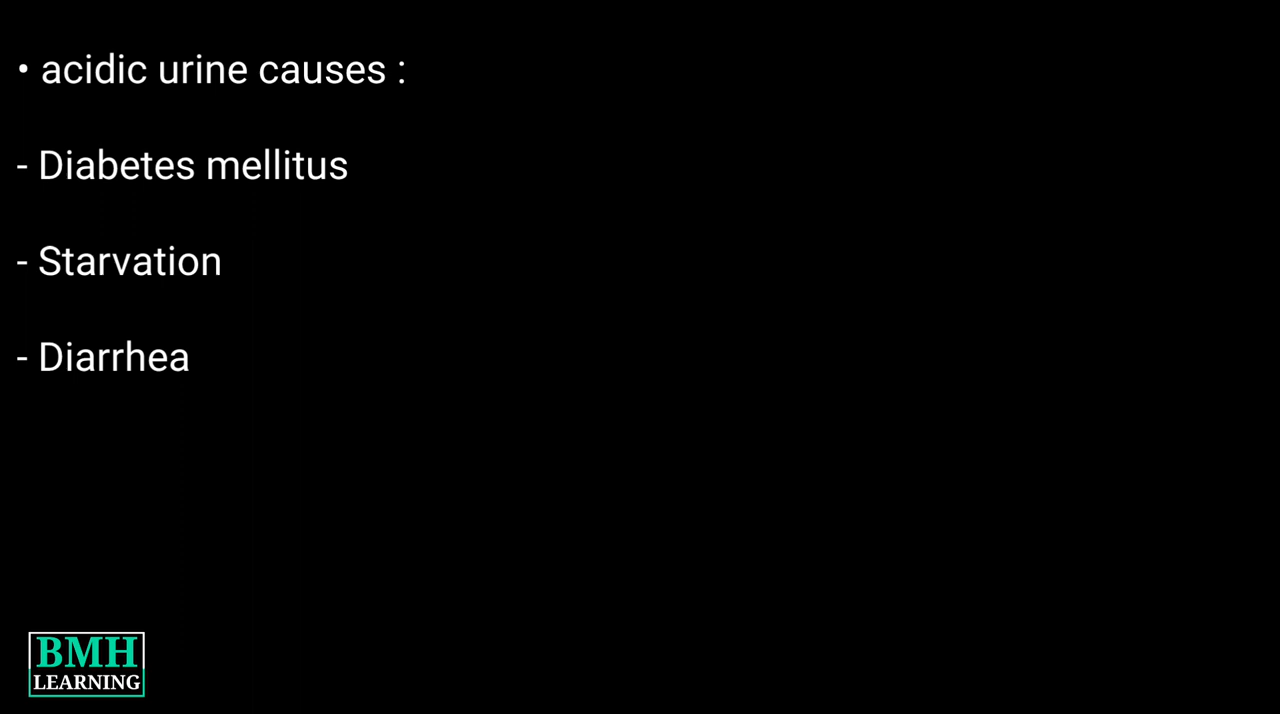 • acidic urine causes :
- Diabetes mellitus
- Starvation
- Diarrhea
BMH
LEARNING